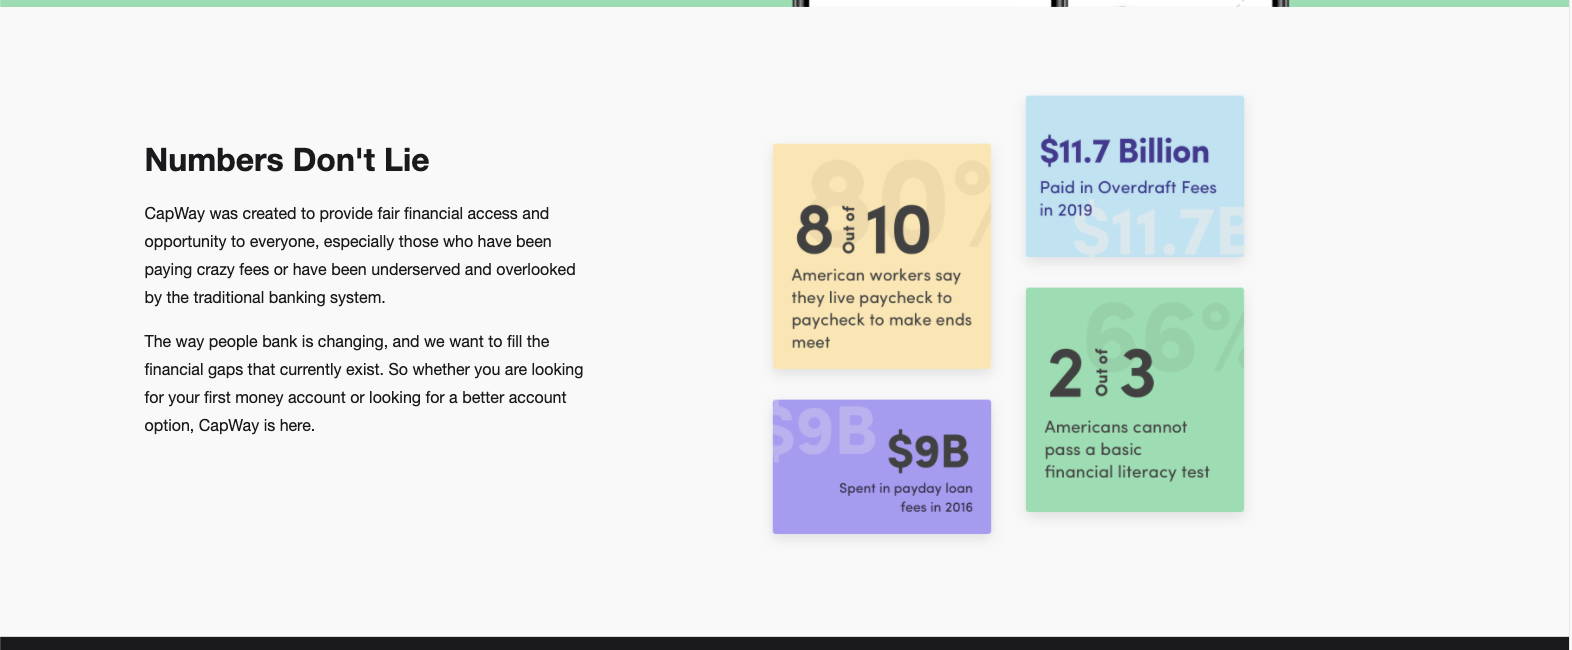 Numbers Don't Lie
CapWay was created to provide fair financial access and
opportunity to everyone, especially those who have been
paying crazy fees or have been underserved and overlooked
by the traditional banking system.
The way people bank is changing, and we want to fill the
financial gaps that currently exist. So whether you are looking
for your first money account or looking for a better account
option, CapWay is here.
80%
8 Out of 10
American workers say
they live paycheck to
paycheck to make ends
meet
$9B
$9B
Spent in payday loan
fees in 2016
$11.7 Billion
Paid in Overdraft Fees
in 2019
$11.7B
66%
2 Out of 3
Americans cannot
pass a basic
financial literacy test